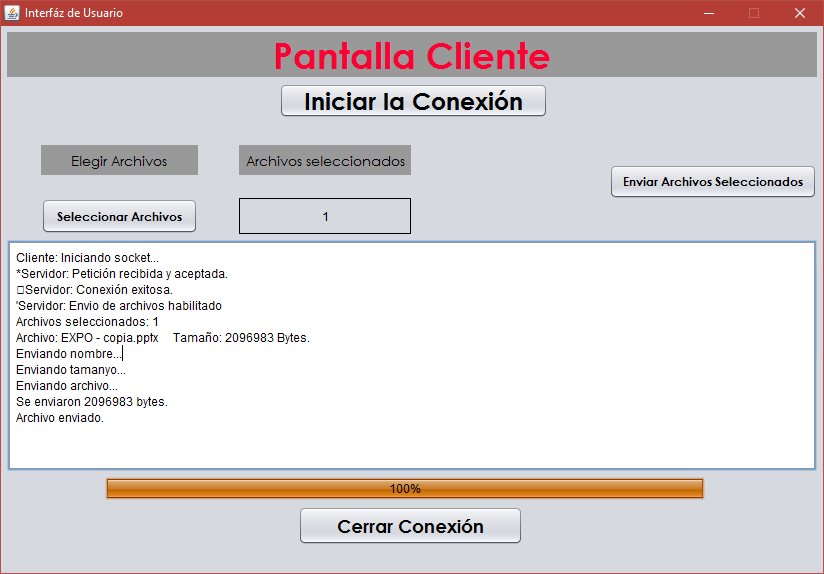 Interfáz de Usuario
Pantalla Cliente
Iniciar la Conexión
Elegir Archivos
Archivos seleccionados
Enviar Archivos Seleccionados
Seleccionar Archivos
1
Cliente: Iniciando socket...
*Servidor: Petición recibida y aceptada.
□Servidor: Conexión exitosa.
'Servidor: Envio de archivos habilitado
Archivos seleccionados: 1
Archivo: EXPO - copia.pptx Tamaño: 2096983 Bytes.
Enviando nombre...
Enviando tamanyo...
Enviando archivo...
Se enviaron 2096983 bytes.
Archivo enviado.
100%
Cerrar Conexión